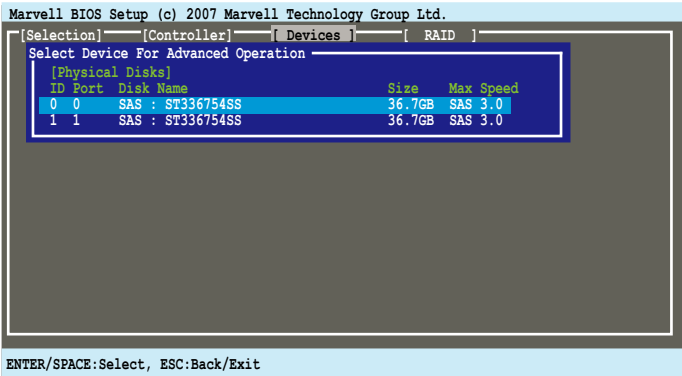 Marvell BIOS Setup (c) 2007 Marvell Technology Group Ltd.
[Selection] [Controller] [ Devices ] [ RAID ]
Select Device For Advanced Operation
[Physical Disks]
ID Port Disk Name Size Max Speed
0 0 SAS : ST336754SS 36.7GB SAS 3.0
1 1 SAS : ST336754SS 36.7GB SAS 3.0
ENTER/SPACE:Select, ESC:Back/Exit